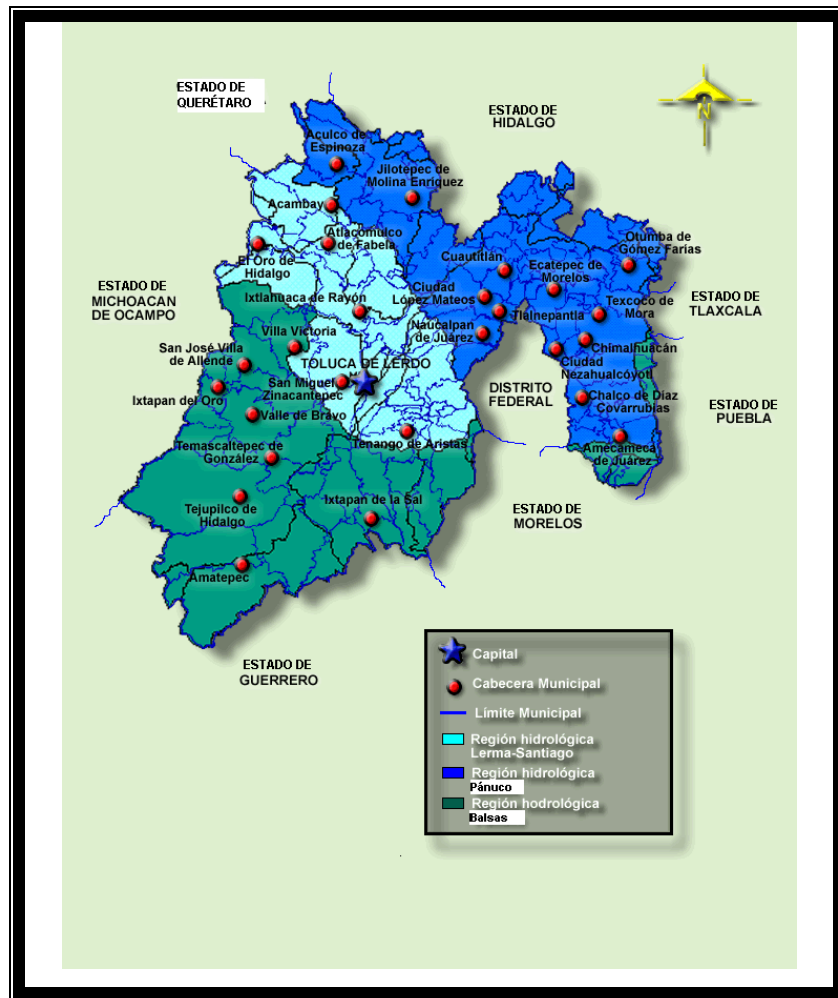 ESTADO DE
QUERÉTARO
ESTADO DE
HIDALGO
N
Aculco de
Espinoza
Jilotepec de
Molina Enriquez
Acambay
Atlacomulco
de Fabela
El Oro de
Hidalgo
Otumba de
Gómez Farías
Cuautitlán
Ecatepec de
Morelos
ESTADO DE
MICHOACAN
DE OCAMPO
Ixtlahuaca de Rayón
Ciudad
López Mateos
Tlalnepantla
Texcoco de
Mora
ESTADO DE
TLAXCALA
Naucalpan
de Juárez
Villa Victoria
San José Villa
de Allende
TOLUCA DE LERDO
Chimalhuacán
Ciudad
Nezahualcóyotl
San Miguel
Zinacantepec
DISTRITO
FEDERAL
Ixtapan del Oro
Chalco de Díaz
Covarrubias
ESTADO DE
PUEBLA
Valle de Bravo
Tenango de Aristas
Temascaltepec de
González
Amecameca
de Juárez
Tejupilco de
Hidalgo
Ixtapan de la Sal
ESTADO DE
MORELOS
Amatepec
ESTADO DE
GUERRERO
Capital
Cabecera Municipal
Límite Municipal
Región hidrológica
Lerma-Santiago
Región hidrológica
Pánuco
Región hodrológica
Balsas